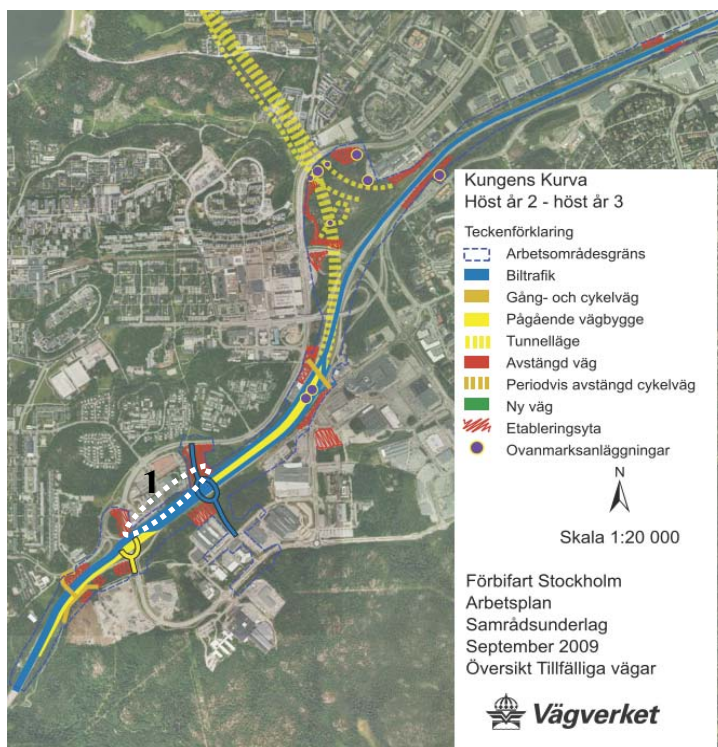 1
Kungens Kurva
Höst år 2 - höst år 3
Teckenförklaring
Arbetsområdesgräns
Biltrafik
Gång- och cykelväg
Pågående vägbygge
Tunnelläge
Avstängd väg
Periodvis avstängd cykelväg
Ny väg
Etableringsyta
Ovanmarksanläggningar
N
Skala 1:20 000
Förbifart Stockholm
Arbetsplan
Samrådsunderlag
September 2009
Översikt Tillfälliga vägar
Vägverket